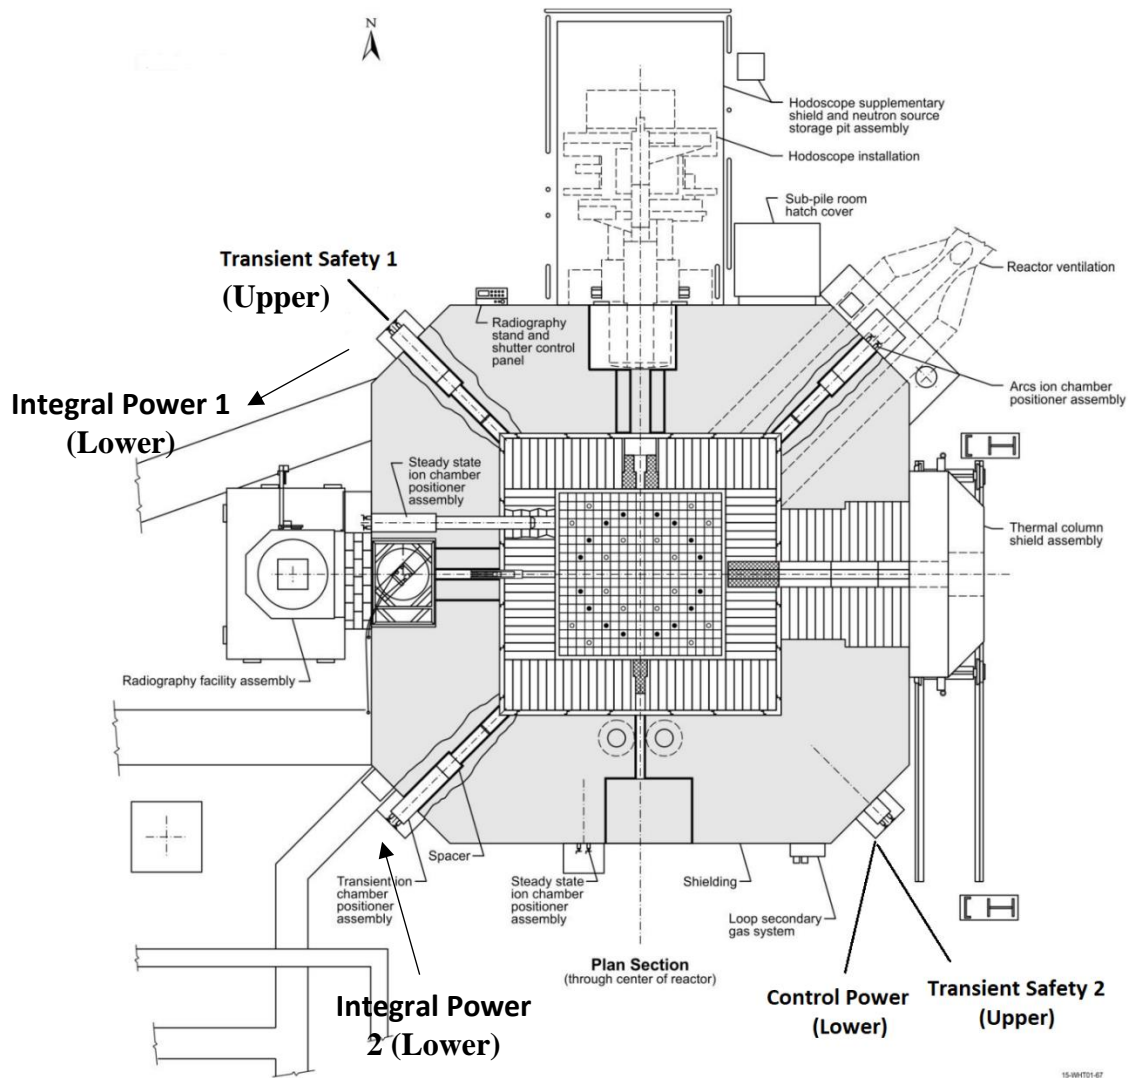 N
Hodoscope supplementary
shield and neutron source
storage pit assembly
Hodoscope installation
Sub-pile room
hatch cover
Reactor ventilation
Transient Safety 1
(Upper)
Radiography
stand and
shutter control
panel
Arcs ion chamber
positioner assembly
Integral Power 1
(Lower)
Steady state
ion chamber
positioner
assembly
Thermal column
shield assembly
Radiography facility assembly
Spacer
Transient ion
chamber
positioner
assembly
Steady state
ion chamber
positioner
assembly
Shielding
Loop secondary
gas system
Plan Section
(through center of reactor)
Integral Power
2 (Lower)
Control Power
(Lower)
Transient Safety 2
(Upper)
15-WHT01-67